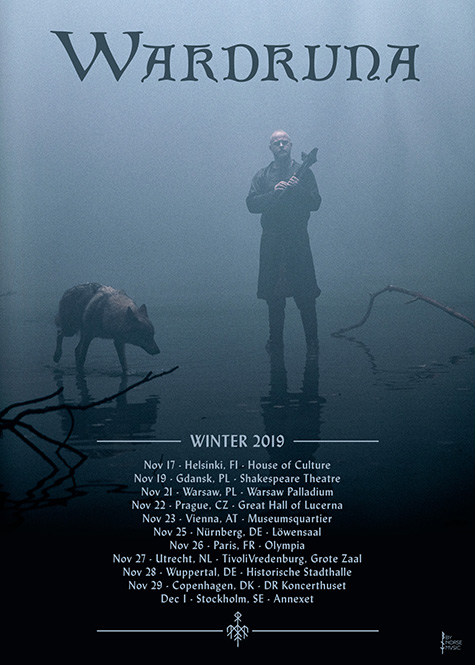 WARDRUNA
WINTER 2019
Nov 17 · Helsinki, FI · House of Culture
Nov 19 · Gdansk, PL · Shakespeare Theatre
Nov 21 · Warsaw, PL · Warsaw Palladium
Nov 22 · Prague, CZ · Great Hall of Lucerna
Nov 23 · Vienna, AT · Museumsquartier
Nov 25 · Nürnberg, DE · Löwensaal
Nov 26 · Paris, FR · Olympia
Nov 27 · Utrecht, NL · TivoliVredenburg, Grote Zaal
Nov 28 · Wuppertal, DE · Historische Stadthalle
Nov 29 · Copenhagen, DK · DR Koncerthuset
Dec 1 · Stockholm, SE · Annexet
BY
NORSE
MVSIC